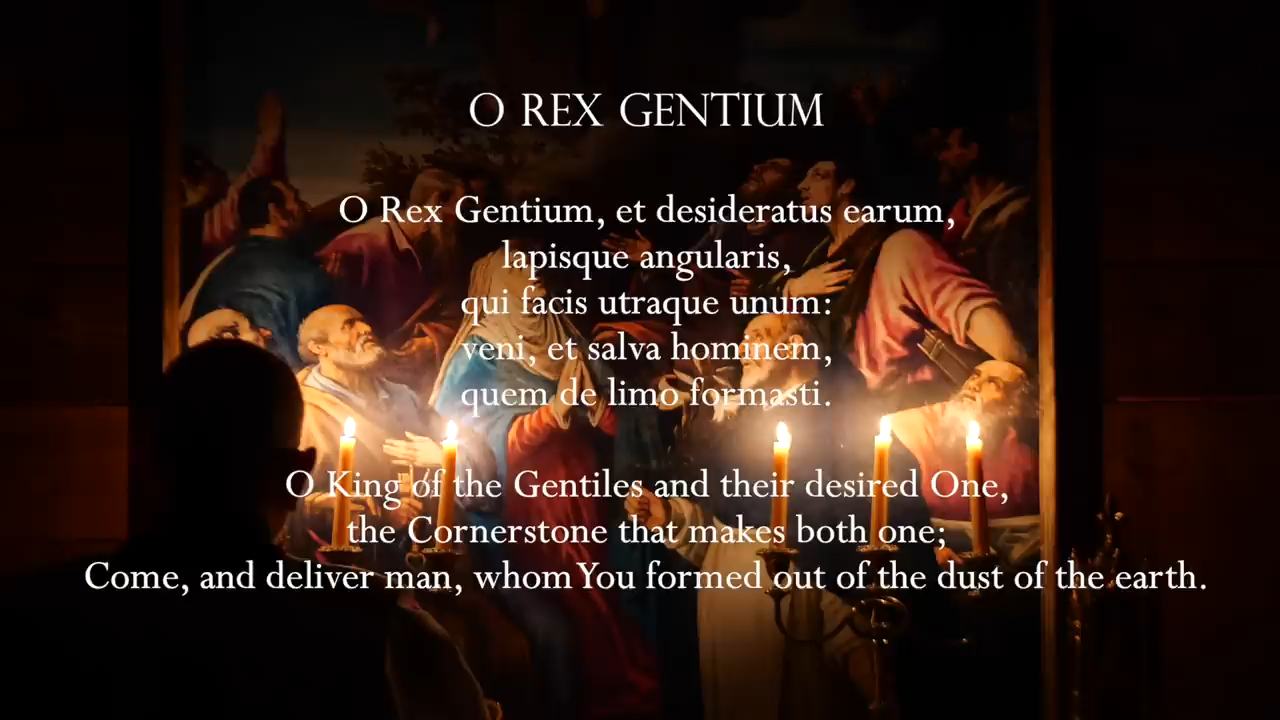 O REX GENTIUM
O Rex Gentium, et desideratus earum,
lapisque angularis,
qui facis utraque unum:
veni, et salva hominem,
quem de limo formasti.
O King of the Gentiles and their desired One,
the Cornerstone that makes both one;
Come, and deliver man, whom You formed out of the dust of the earth.